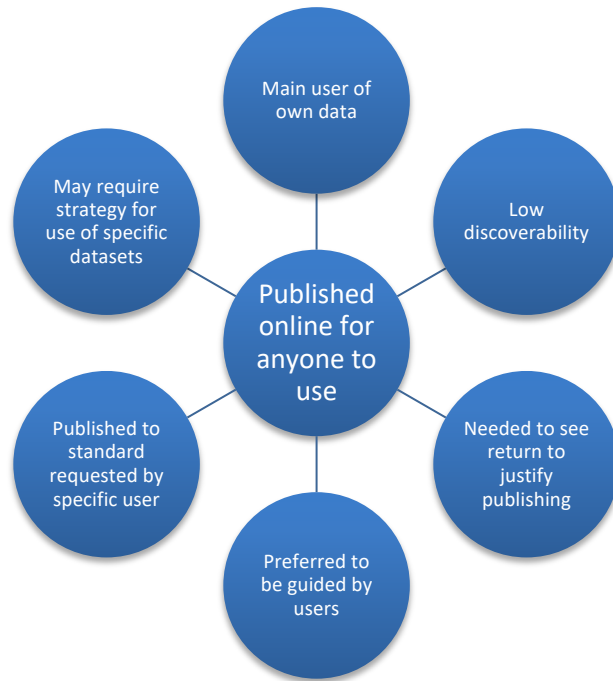 Main user of
own data
May require
strategy for
use of specific
datasets
Low
discoverability
Published
online for
anyone to
use
Published to
standard
requested by
specific user
Needed to see
return to
justify
publishing
Preferred to
be guided by
users